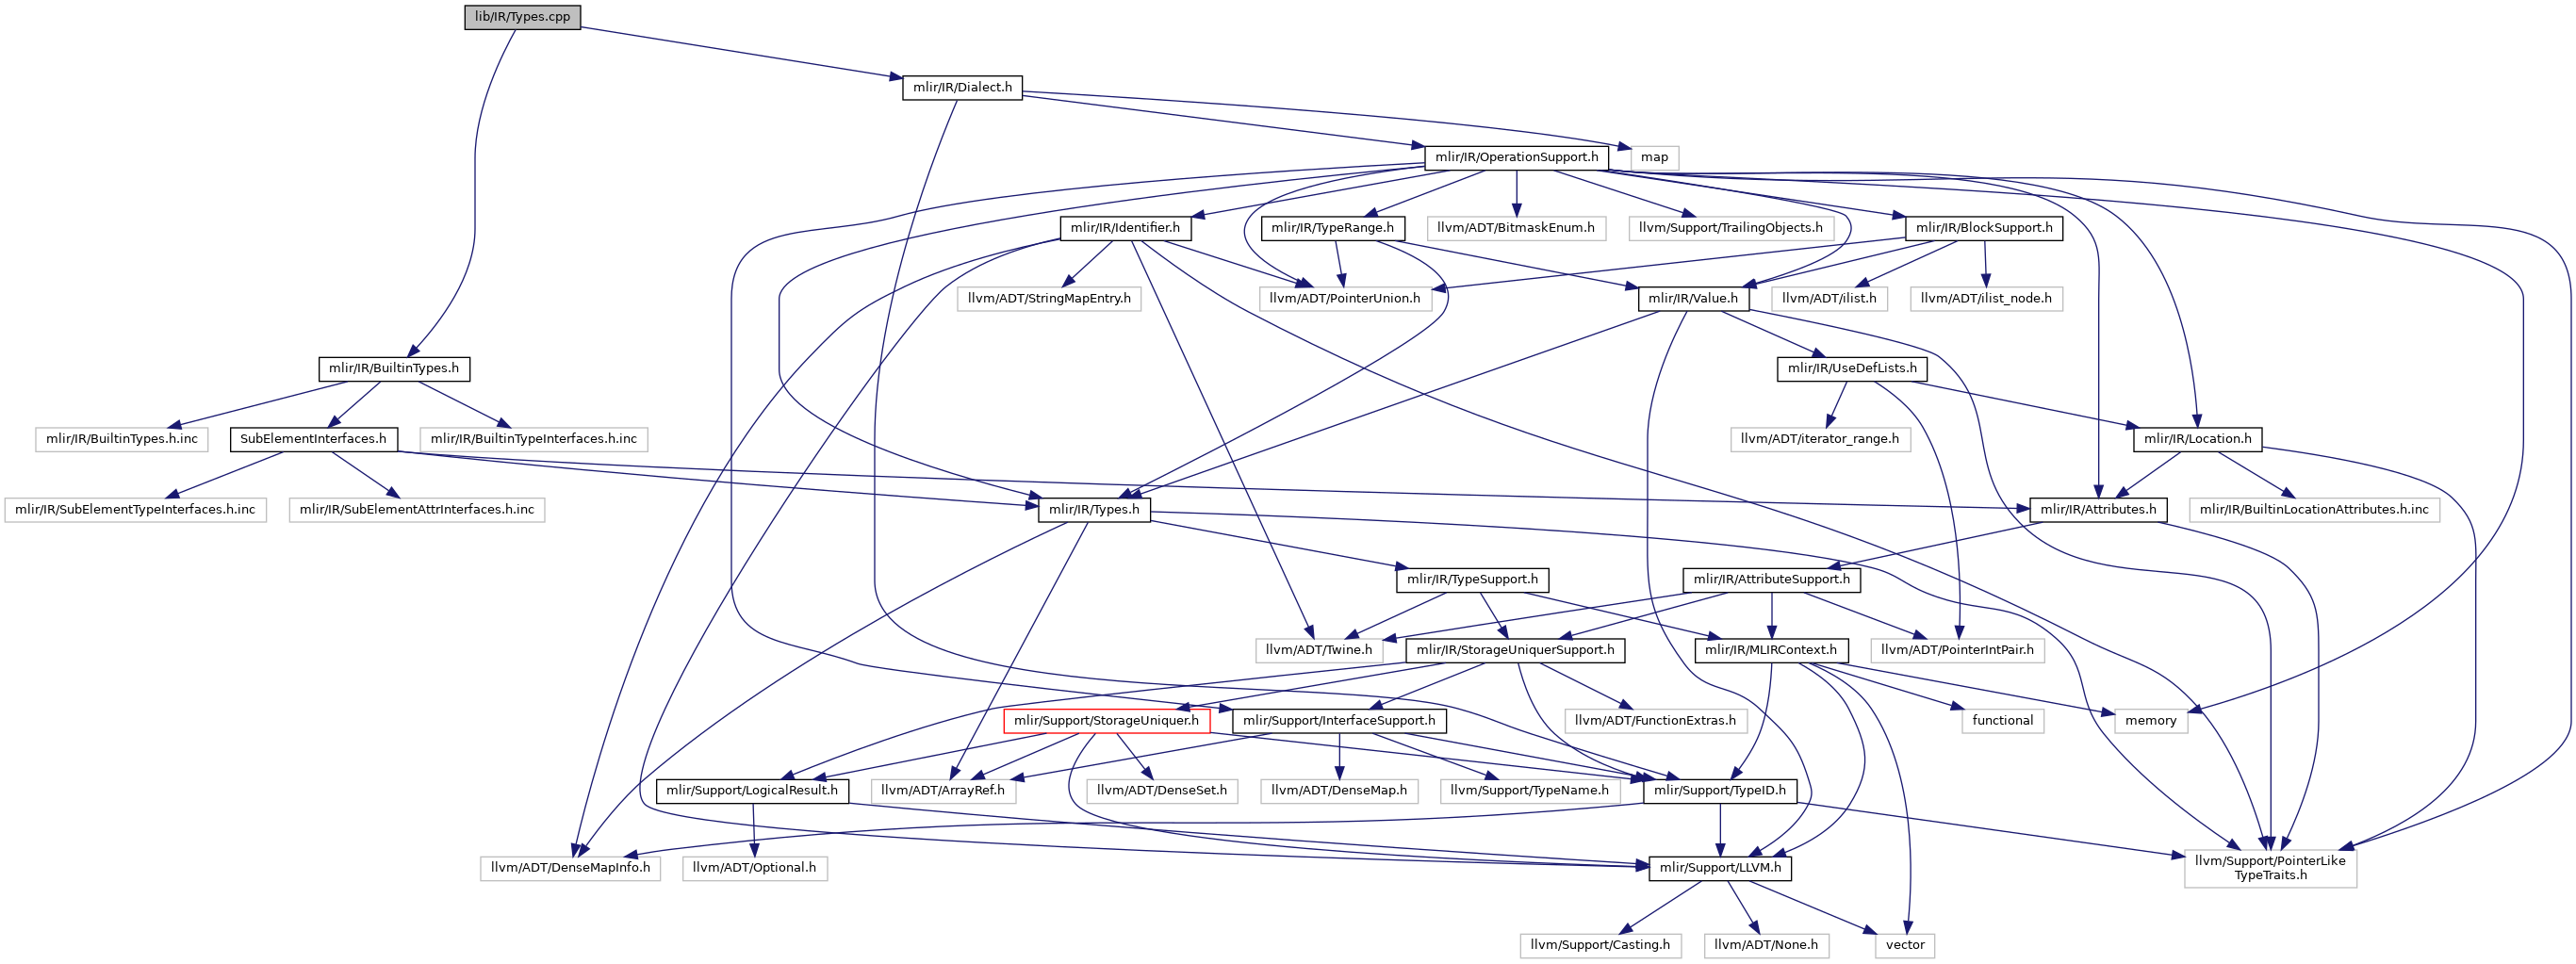 lib/IR/Types.cpp
mlir/IR/Dialect.h
mlir/IR/OperationSupport.h
map
mlir/IR/Identifier.h
mlir/IR/TypeRange.h
llvm/ADT/BitmaskEnum.h
llvm/Support/TrailingObjects.h
mlir/IR/BlockSupport.h
llvm/ADT/StringMapEntry.h
llvm/ADT/PointerUnion.h
mlir/IR/Value.h
llvm/ADT/ilist.h
llvm/ADT/ilist_node.h
mlir/IR/BuiltinTypes.h
mlir/IR/UseDefLists.h
mlir/IR/BuiltinTypes.h.inc
SubElementInterfaces.h
mlir/IR/BuiltinTypeInterfaces.h.inc
llvm/ADT/iterator_range.h
mlir/IR/Location.h
mlir/IR/SubElementTypeInterfaces.h.inc
mlir/IR/SubElementAttrInterfaces.h.inc
mlir/IR/Types.h
mlir/IR/Attributes.h
mlir/IR/BuiltinLocationAttributes.h.inc
mlir/IR/TypeSupport.h
mlir/IR/AttributeSupport.h
llvm/ADT/Twine.h
mlir/IR/StorageUniquerSupport.h
mlir/IR/MLIRContext.h
llvm/ADT/PointerIntPair.h
mlir/Support/StorageUniquer.h
mlir/Support/InterfaceSupport.h
llvm/ADT/FunctionExtras.h
functional
memory
mlir/Support/LogicalResult.h
llvm/ADT/ArrayRef.h
llvm/ADT/DenseSet.h
llvm/ADT/DenseMap.h
llvm/Support/TypeName.h
mlir/Support/TypeID.h
llvm/ADT/DenseMapInfo.h
llvm/ADT/Optional.h
mlir/Support/LLVM.h
llvm/Support/PointerLike
TypeTraits.h
llvm/Support/Casting.h
llvm/ADT/None.h
vector